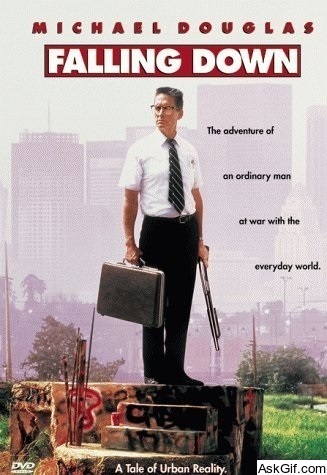 MICHAEL DOUGLAS
FALLING DOWN
The adventure of
an ordinary man
at war with the
everyday world.
DVD
A Tale of Urban Reality.
AskGif.com